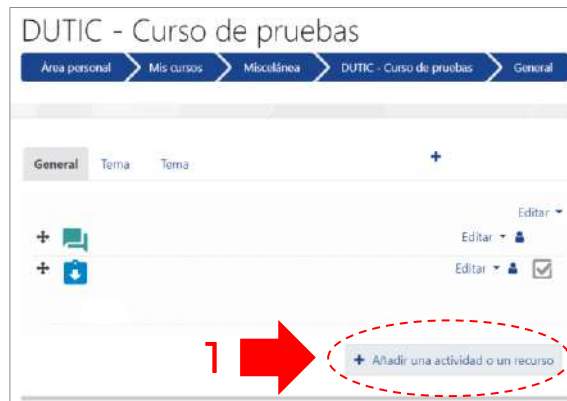 DUTIC - Curso de pruebas
Área personal Mis cursos Miscelánea DUTIC - Curso de pruebas General
General Tema Tema
Editar
Editar
Editar
1
Añadir una actividad o un recurso